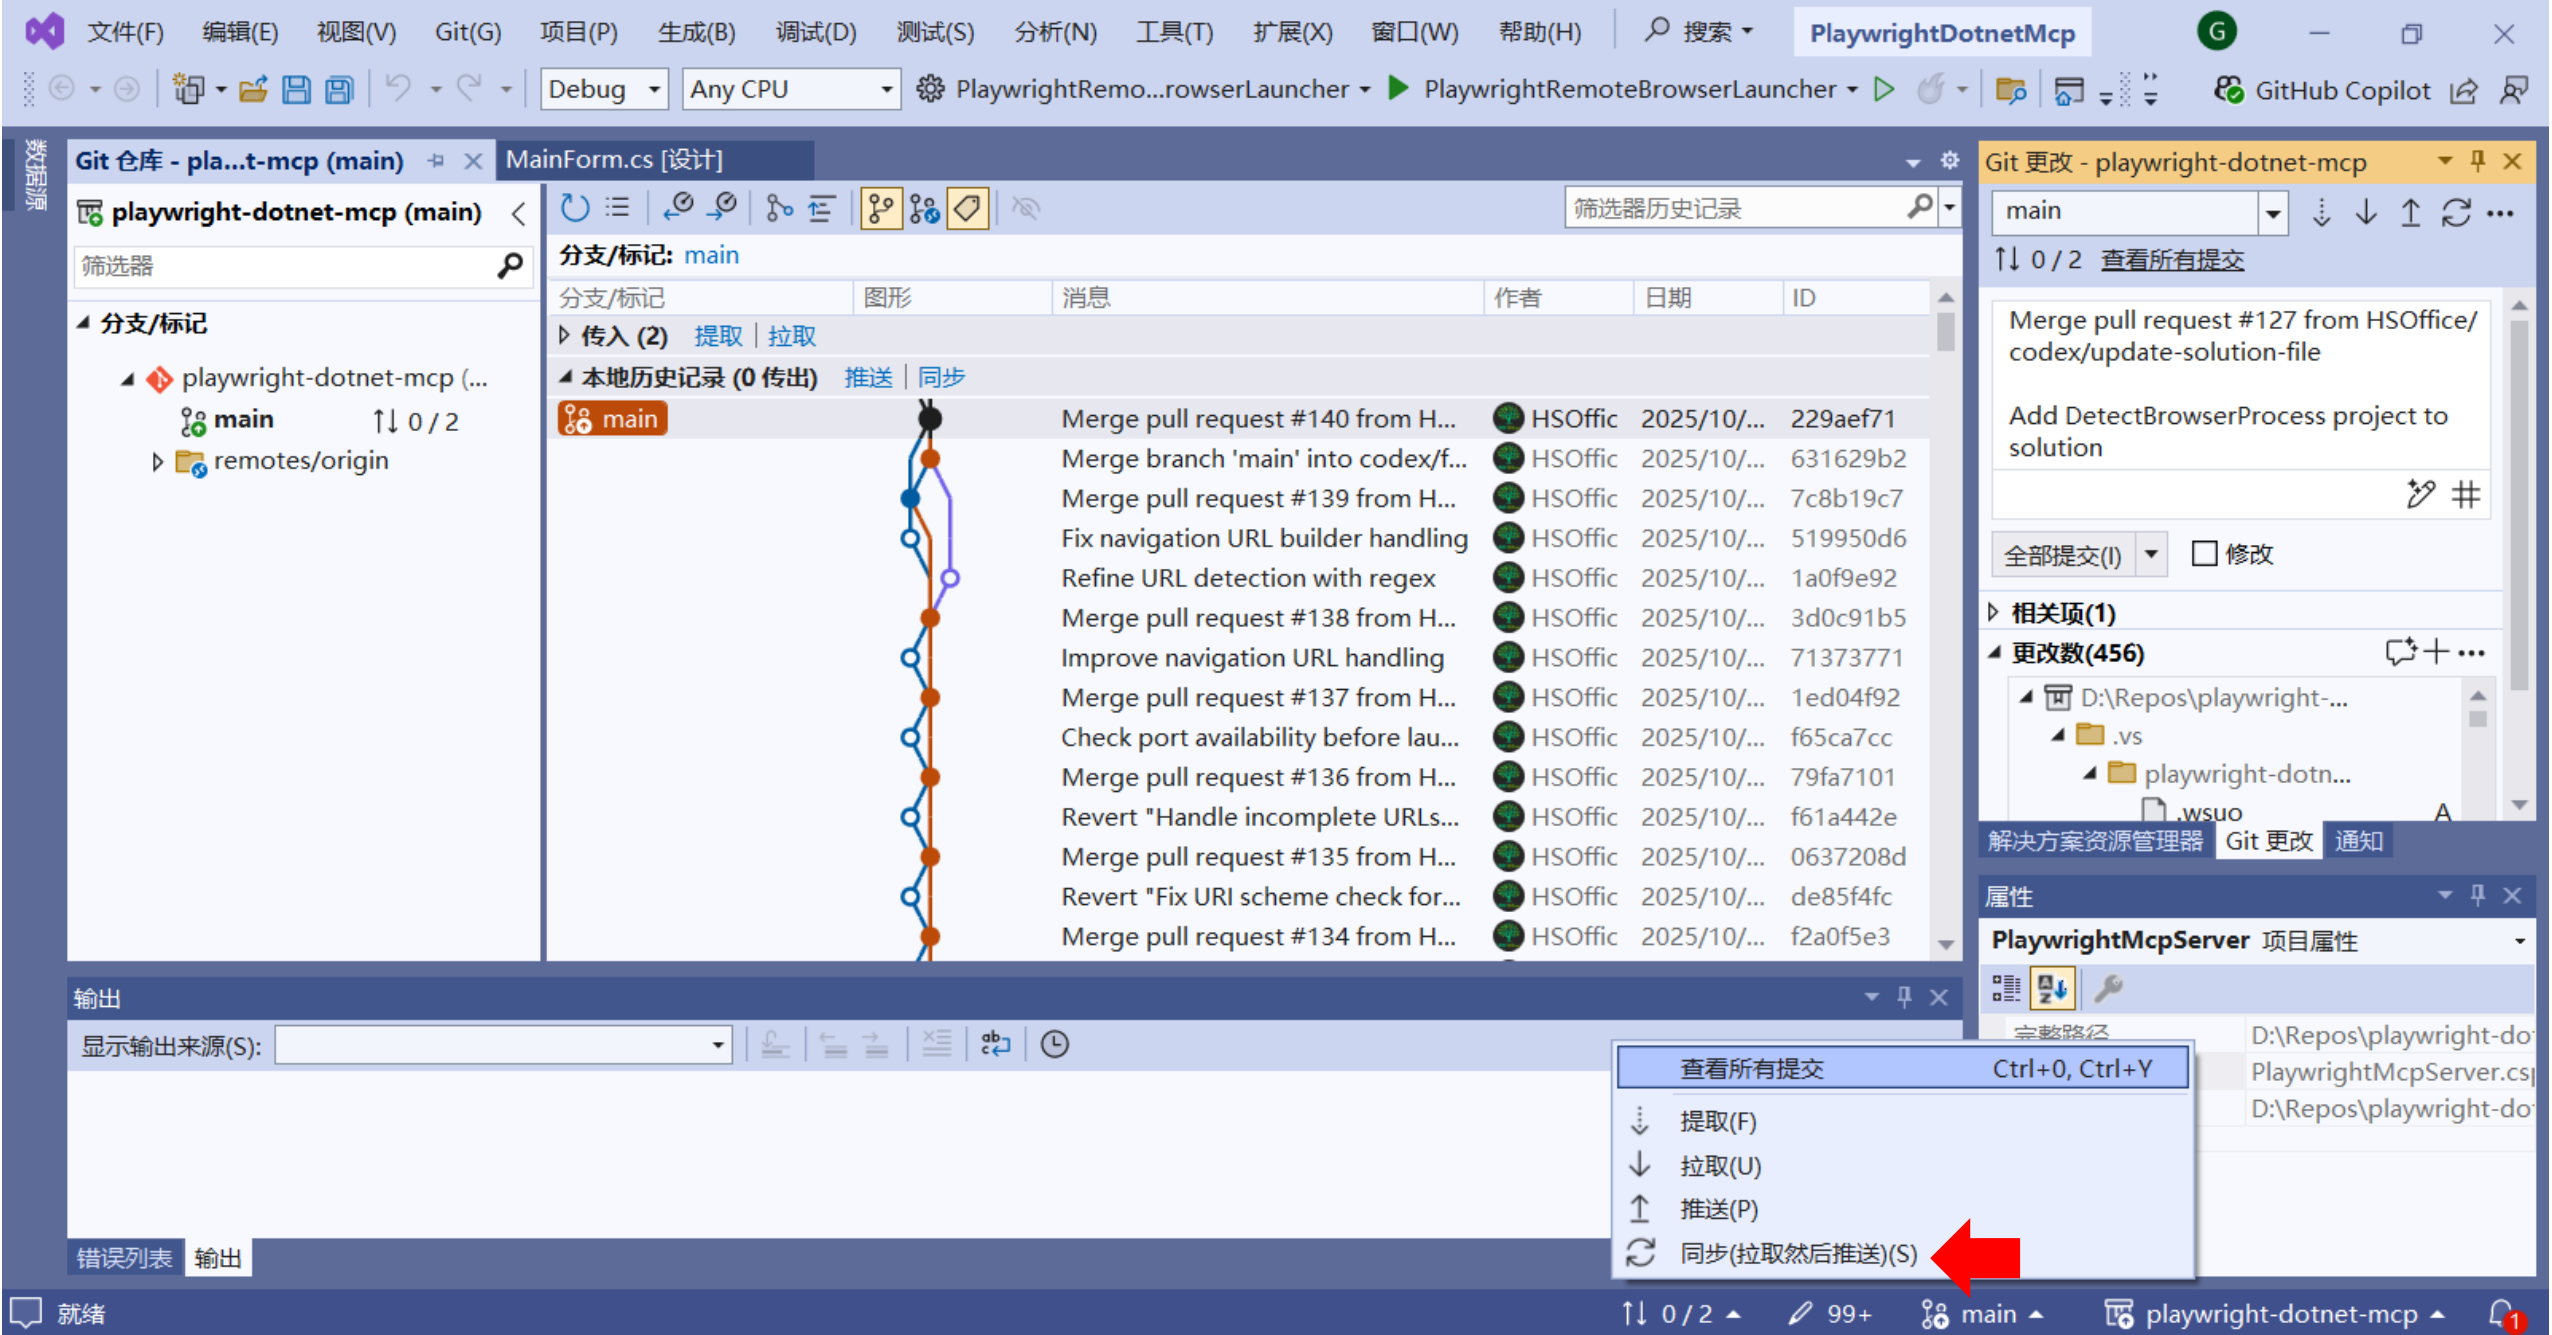 文件(F) 编辑(E) 视图(V) Git(G) 项目(P) 生成(B) 调试(D) 测试(S) 分析(N) 工具(T) 扩展(X) 窗口(W) 帮助(H) 搜索 PlaywrightDotnetMcp G
Debug Any CPU PlaywrightRemo...rowserLauncher PlaywrightRemoteBrowserLauncher GitHub Copilot
数据源
Git 仓库 - pla...t-mcp (main) MainForm.cs [设计]
playwright-dotnet-mcp (main)
筛选器
分支/标记
playwright-dotnet-mcp (...
main ↑↓ 0 / 2
remotes/origin
筛选器历史记录
分支/标记: main
分支/标记 图形 消息 作者 日期 ID
传入 (2) 提取 拉取
本地历史记录 (0 传出) 推送 同步
main Merge pull request #140 from H... HSOffic 2025/10/... 229aef71
Merge branch 'main' into codex/f... HSOffic 2025/10/... 631629b2
Merge pull request #139 from H... HSOffic 2025/10/... 7c8b19c7
Fix navigation URL builder handling HSOffic 2025/10/... 519950d6
Refine URL detection with regex HSOffic 2025/10/... 1a0f9e92
Merge pull request #138 from H... HSOffic 2025/10/... 3d0c91b5
Improve navigation URL handling HSOffic 2025/10/... 71373771
Merge pull request #137 from H... HSOffic 2025/10/... 1ed04f92
Check port availability before lau... HSOffic 2025/10/... f65ca7cc
Merge pull request #136 from H... HSOffic 2025/10/... 79fa7101
Revert "Handle incomplete URLs... HSOffic 2025/10/... f61a442e
Merge pull request #135 from H... HSOffic 2025/10/... 0637208d
Revert "Fix URI scheme check for... HSOffic 2025/10/... de85f4fc
Merge pull request #134 from H... HSOffic 2025/10/... f2a0f5e3
Git 更改 - playwright-dotnet-mcp
main
↑↓ 0 / 2 查看所有提交
Merge pull request #127 from HSOffice/
codex/update-solution-file
Add DetectBrowserProcess project to
solution
全部提交(I) 修改
相关项(1)
更改数(456)
D:\Repos\playwright-...
.vs
playwright-dotn...
.wsuo A
解决方案资源管理器 Git 更改 通知
属性
PlaywrightMcpServer 项目属性
完整路径 D:\Repos\playwright-do
PlaywrightMcpServer.cs
D:\Repos\playwright-do
输出
显示输出来源(S):
错误列表 输出
查看所有提交 Ctrl+0, Ctrl+Y
提取(F)
拉取(U)
推送(P)
同步(拉取然后推送)(S)
就绪 ↑↓ 0 / 2 99+ main playwright-dotnet-mcp 1